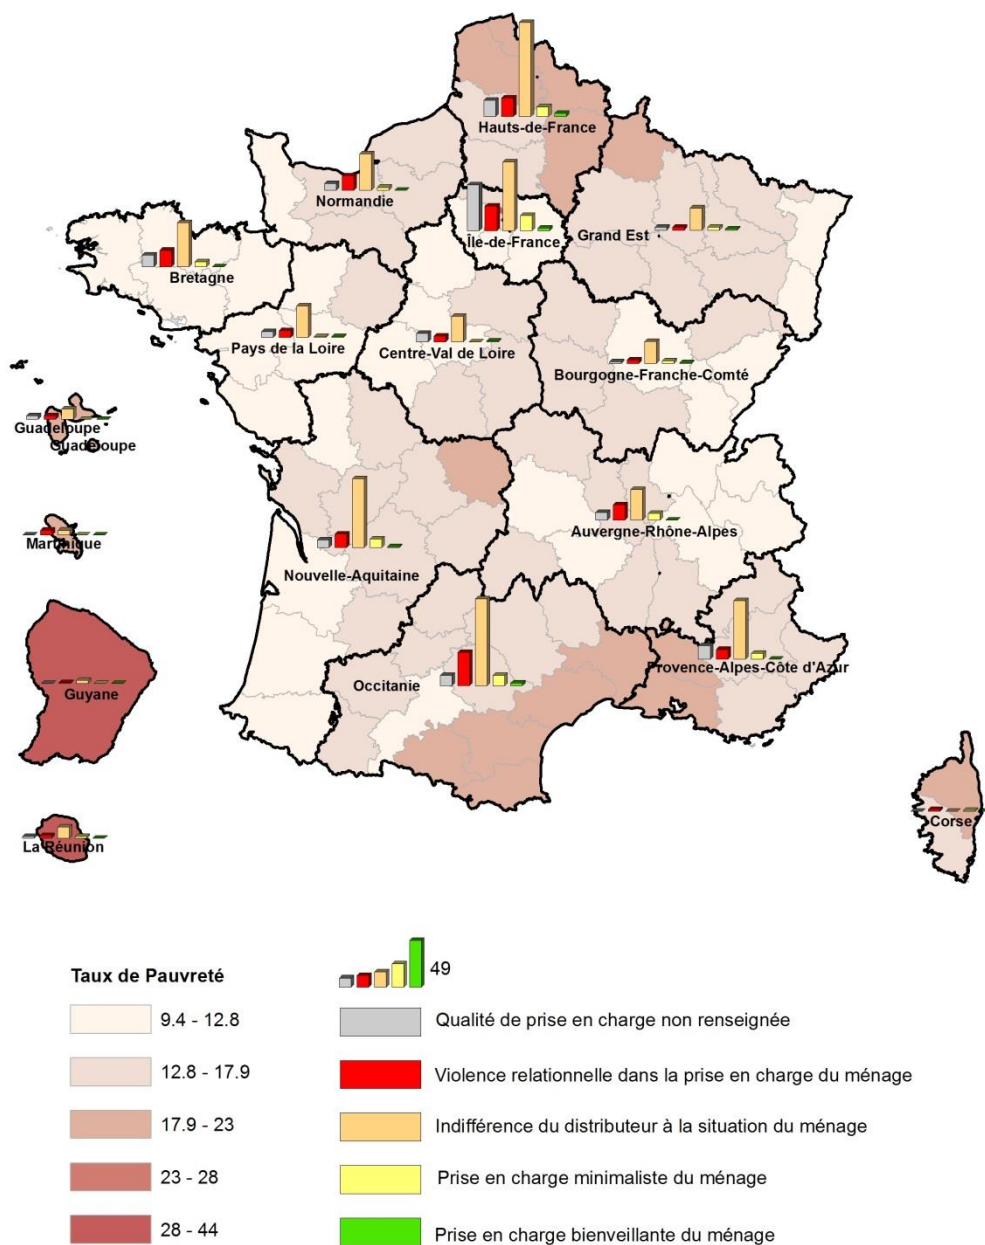 Hauts-de-France
Normandie
Île-de-France
Grand Est
Bretagne
Pays de la Loire
Centre-Val de Loire
Bourgogne-Franche-Comté
Guadeloupe
Guadeloupe
Martinique
Auvergne-Rhône-Alpes
Nouvelle-Aquitaine
Provence-Alpes-Côte d'Azur
Occitanie
Guyane
Corse
La Réunion
Taux de Pauvreté
9.4 - 12.8
12.8 - 17.9
17.9 - 23
23 - 28
28 - 44
49
Qualité de prise en charge non renseignée
Violence relationnelle dans la prise en charge du ménage
Indifférence du distributeur à la situation du ménage
Prise en charge minimaliste du ménage
Prise en charge bienveillante du ménage